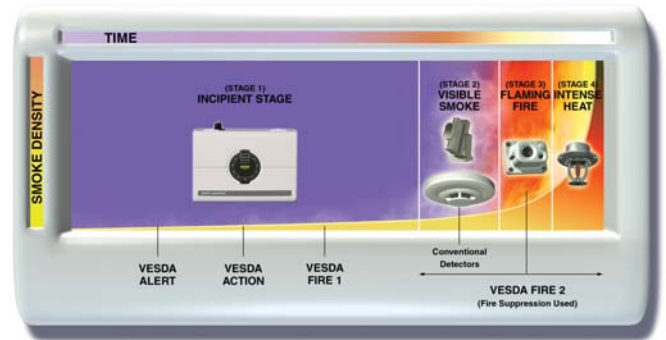 TIME
SMOKE DENSITY
(STAGE 1)
INCIPIENT STAGE
(STAGE 2)
VISIBLE
SMOKE
(STAGE 3)
FLAMING
FIRE
(STAGE 4)
INTENSE
HEAT
VESDA
ALERT
VESDA
ACTION
VESDA
FIRE 1
Conventional
Detectors
VESDA FIRE 2
(Fire Suppression Used)